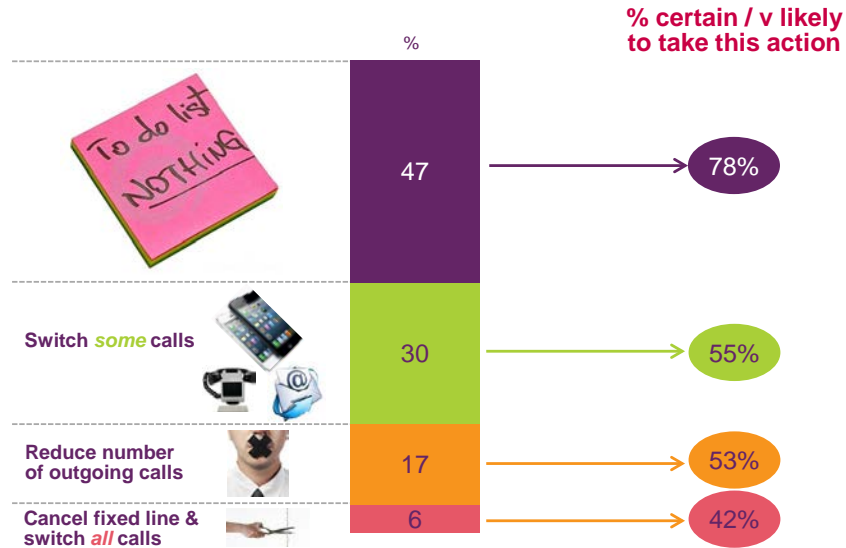 % certain / v likely
to take this action
%
To do list
NOTHING
47
78%
Switch some calls
@
30
55%
Reduce number
of outgoing calls
17
53%
Cancel fixed line &
switch all calls
6
42%